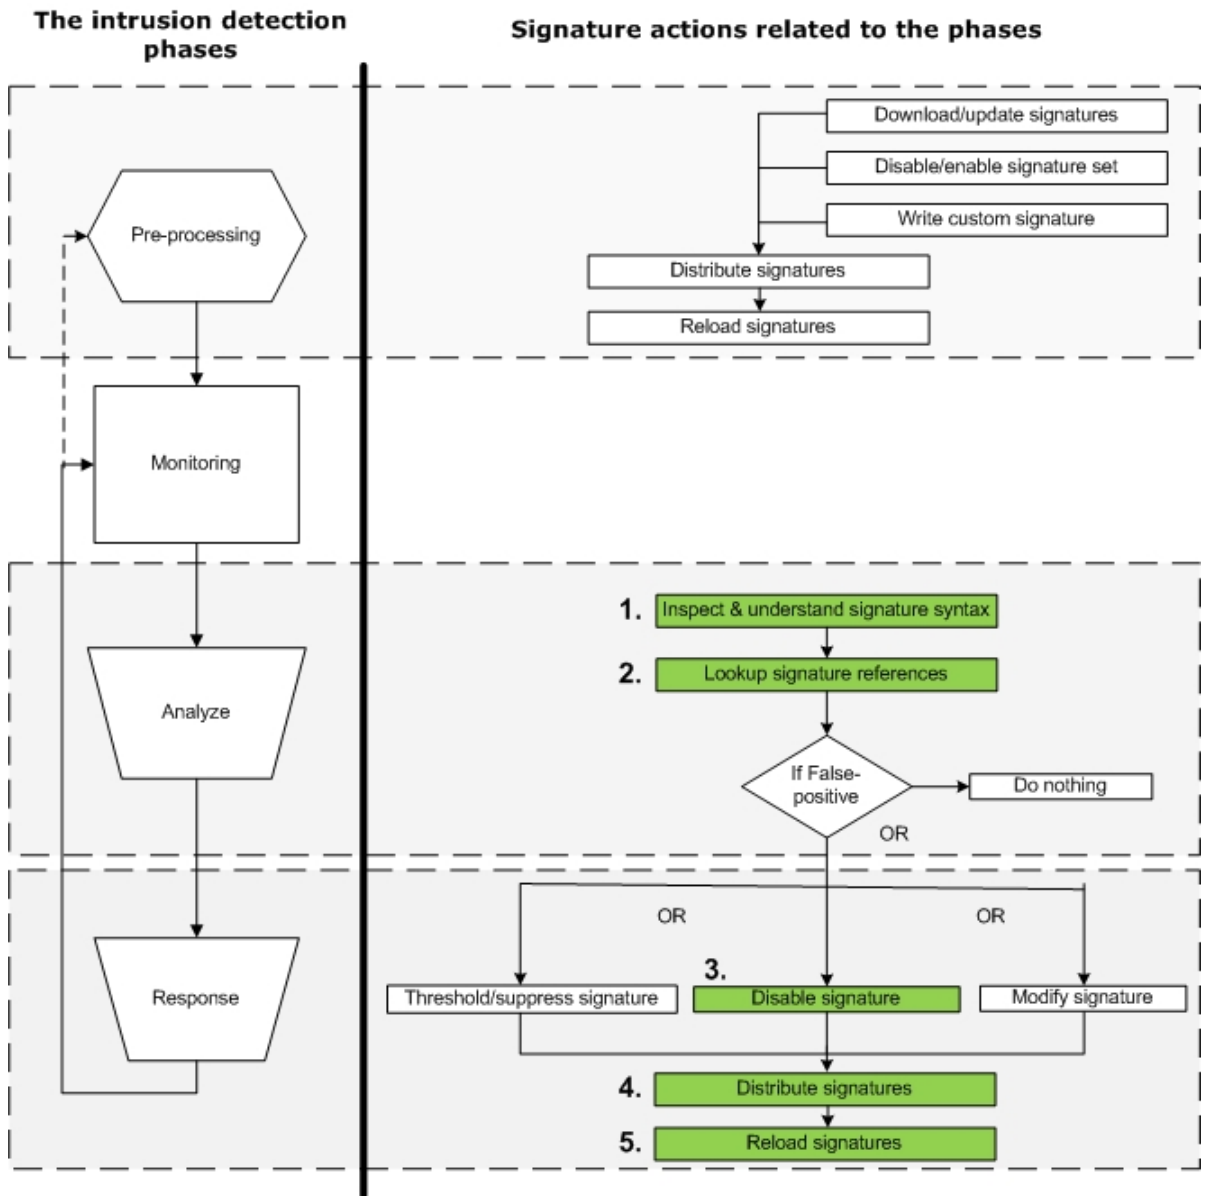 The intrusion detection
phases
Signature actions related to the phases
Download/update signatures
Disable/enable signature set
Write custom signature
Pre-processing
Distribute signatures
Reload signatures
Monitoring
1. Inspect & understand signature syntax
2. Lookup signature references
Analyze
If False-
positive
Do nothing
OR
OR
OR
3.
Response
Threshold/suppress signature
Disable signature
Modify signature
4. Distribute signatures
5. Reload signatures